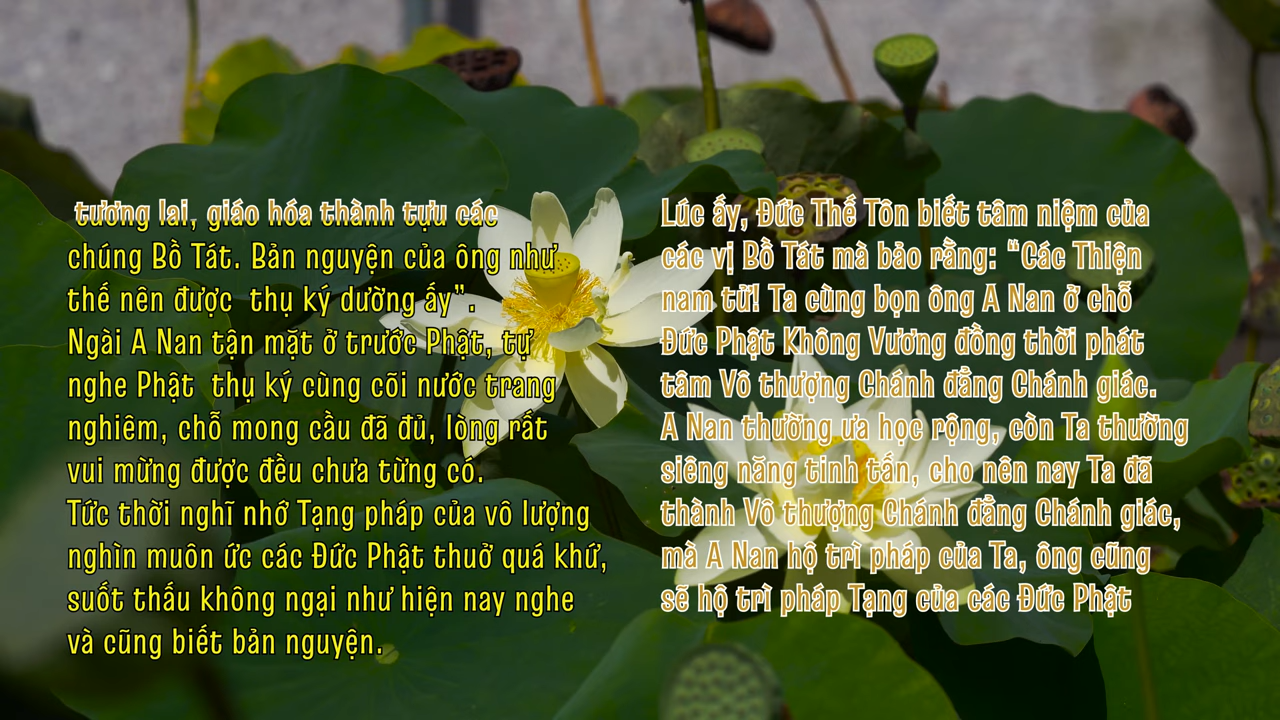 tương lai, giáo hóa thành tựu các
chúng Bồ Tát. Bản nguyện của ông như
thế nên được thụ ký dường ấy".
Ngài A Nan tận mặt ở trước Phật, tự
nghe Phật thụ ký cùng cõi nước trang
nghiêm, chỗ mong cầu đã đủ, lòng rất
vui mừng được đều chưa từng có.
Tức thời nghĩ nhớ Tạng pháp của vô lượng
nghìn muôn ức các Đức Phật thuở quá khứ,
suốt thấu không ngại như hiện nay nghe
và cũng biết bản nguyện.
Lúc ấy, Đức Thế Tôn biết tâm niệm của
các vị Bồ Tát mà bảo rằng: "Các Thiện
nam tử! Ta cùng bọn ông A Nan ở chỗ
Đức Phật Không Vương đồng thời phát
tâm Vô thượng Chánh đẳng Chánh giác.
A Nan thường ưa học rộng, còn Ta thường
siêng năng tinh tấn, cho nên nay Ta đã
thành Vô thượng Chánh đẳng Chánh giác,
mà A Nan hộ trì pháp của Ta, ông cũng
sẽ hộ trì pháp Tạng của các Đức Phật